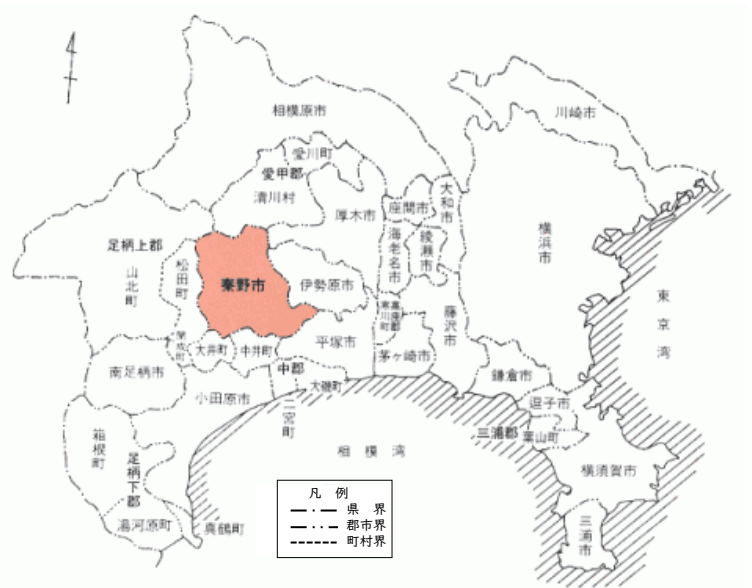 相模原市
川崎市
愛川町
愛甲郡
清川村
厚木市
座間市
大和市
海老名市
綾瀬市
横浜市
足柄上郡
山北町
松田町
秦野市
伊勢原市
高座郡
寒川町
藤沢市
東京湾
開成町
大井町
中井町
平塚市
茅ヶ崎市
鎌倉市
逗子市
南足柄市
中郡
大磯町
小田原市
二宮町
三浦郡
葉山町
箱根町
足柄下郡
相模湾
横須賀市
湯河原町
真鶴町
三浦市
凡 例
県 界
郡市界
町村界